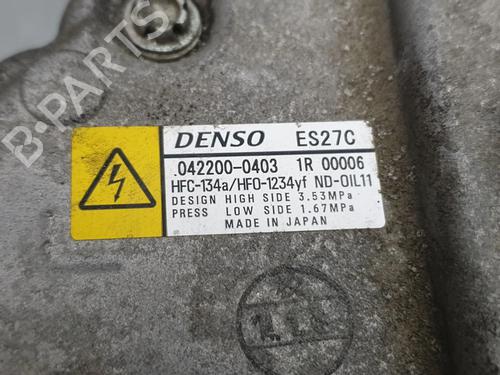 B-PARTS
DENSO ES27C
.042200-0403 1R 00006
HFC-134a/HFO-1234yf ND-OIL11
DESIGN HIGH SIDE 3.53MPa
PRESS LOW SIDE 1.67MPa
MADE IN JAPAN